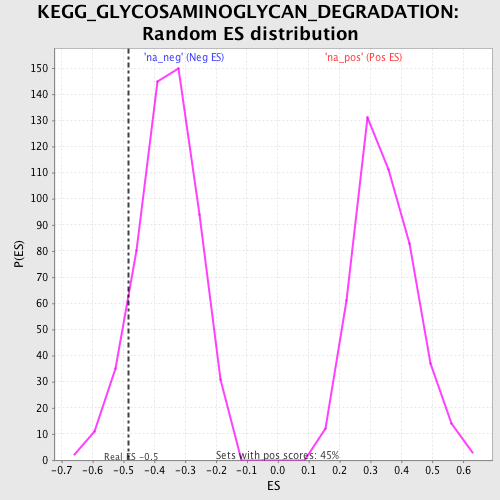 KEGG_GLYCOSAMINOGLYCAN_DEGRADATION:
Random ES distribution
'na_neg' (Neg ES)
'na_pos' (Pos ES)
150
140
130
120
110
100
90
80
70
60
50
40
30
20
10
0
P(ES)
Real ES -0.5
Sets with pos scores: 45%
-0.7 -0.6 -0.5 -0.4 -0.3 -0.2 -0.1 -0.0 0.1 0.2 0.3 0.4 0.5 0.6
ES